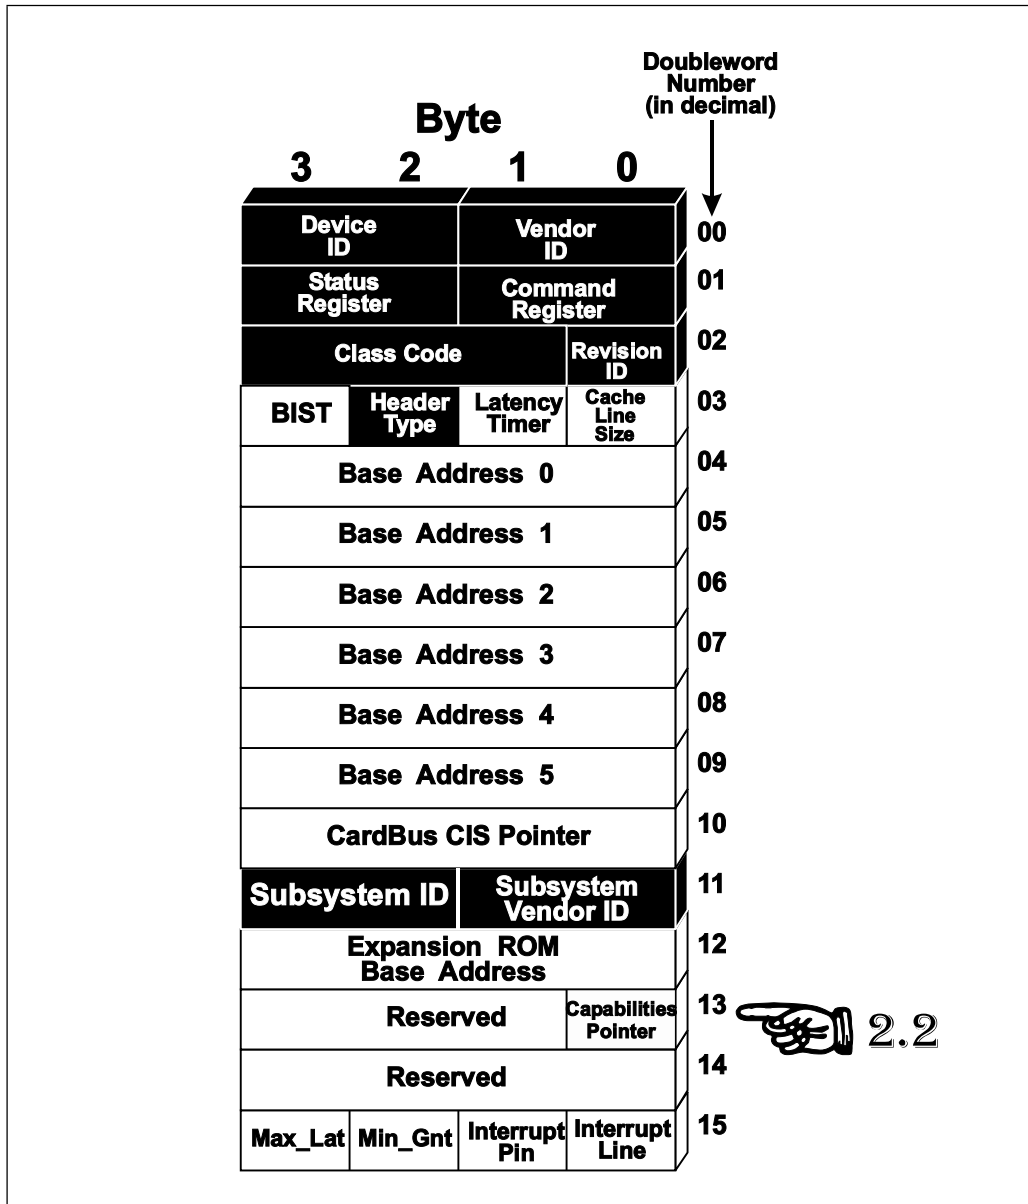 Doubleword
Number
(in decimal)
Byte
3 2 1 0
Device
ID
Vendor
ID
00
Status
Register
Command
Register
01
Class Code
Revision
ID
02
BIST
Header
Type
Latency
Timer
Cache
Line
Size
03
Base Address 0
04
Base Address 1
05
Base Address 2
06
Base Address 3
07
Base Address 4
08
Base Address 5
09
CardBus CIS Pointer
10
Subsystem ID
Subsystem
Vendor ID
11
Expansion ROM
Base Address
12
Reserved
Capabilities
Pointer
13
2.2
Reserved
14
Max_Lat
Min_Gnt
Interrupt
Pin
Interrupt
Line
15